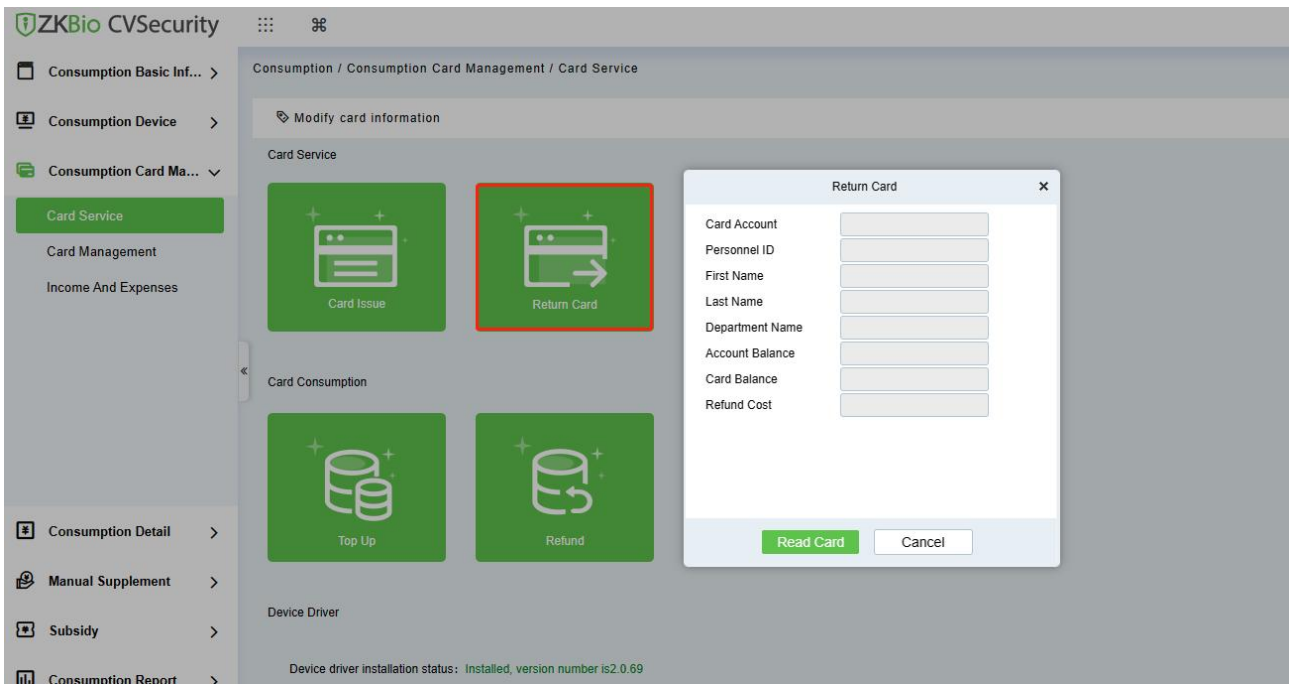 ZKBio CVSecurity
Consumption Basic Inf...
Consumption Device
Consumption Card Ma...
Card Service
Card Management
Income And Expenses
Consumption Detail
Manual Supplement
Subsidy
Consumption Report
Consumption / Consumption Card Management / Card Service
Modify card information
Card Service
Card Issue
Return Card
Card Consumption
Top Up
Refund
Device Driver
Device driver installation status: Installed, version number is2.0.69
Return Card
Card Account
Personnel ID
First Name
Last Name
Department Name
Account Balance
Card Balance
Refund Cost
Read Card
Cancel